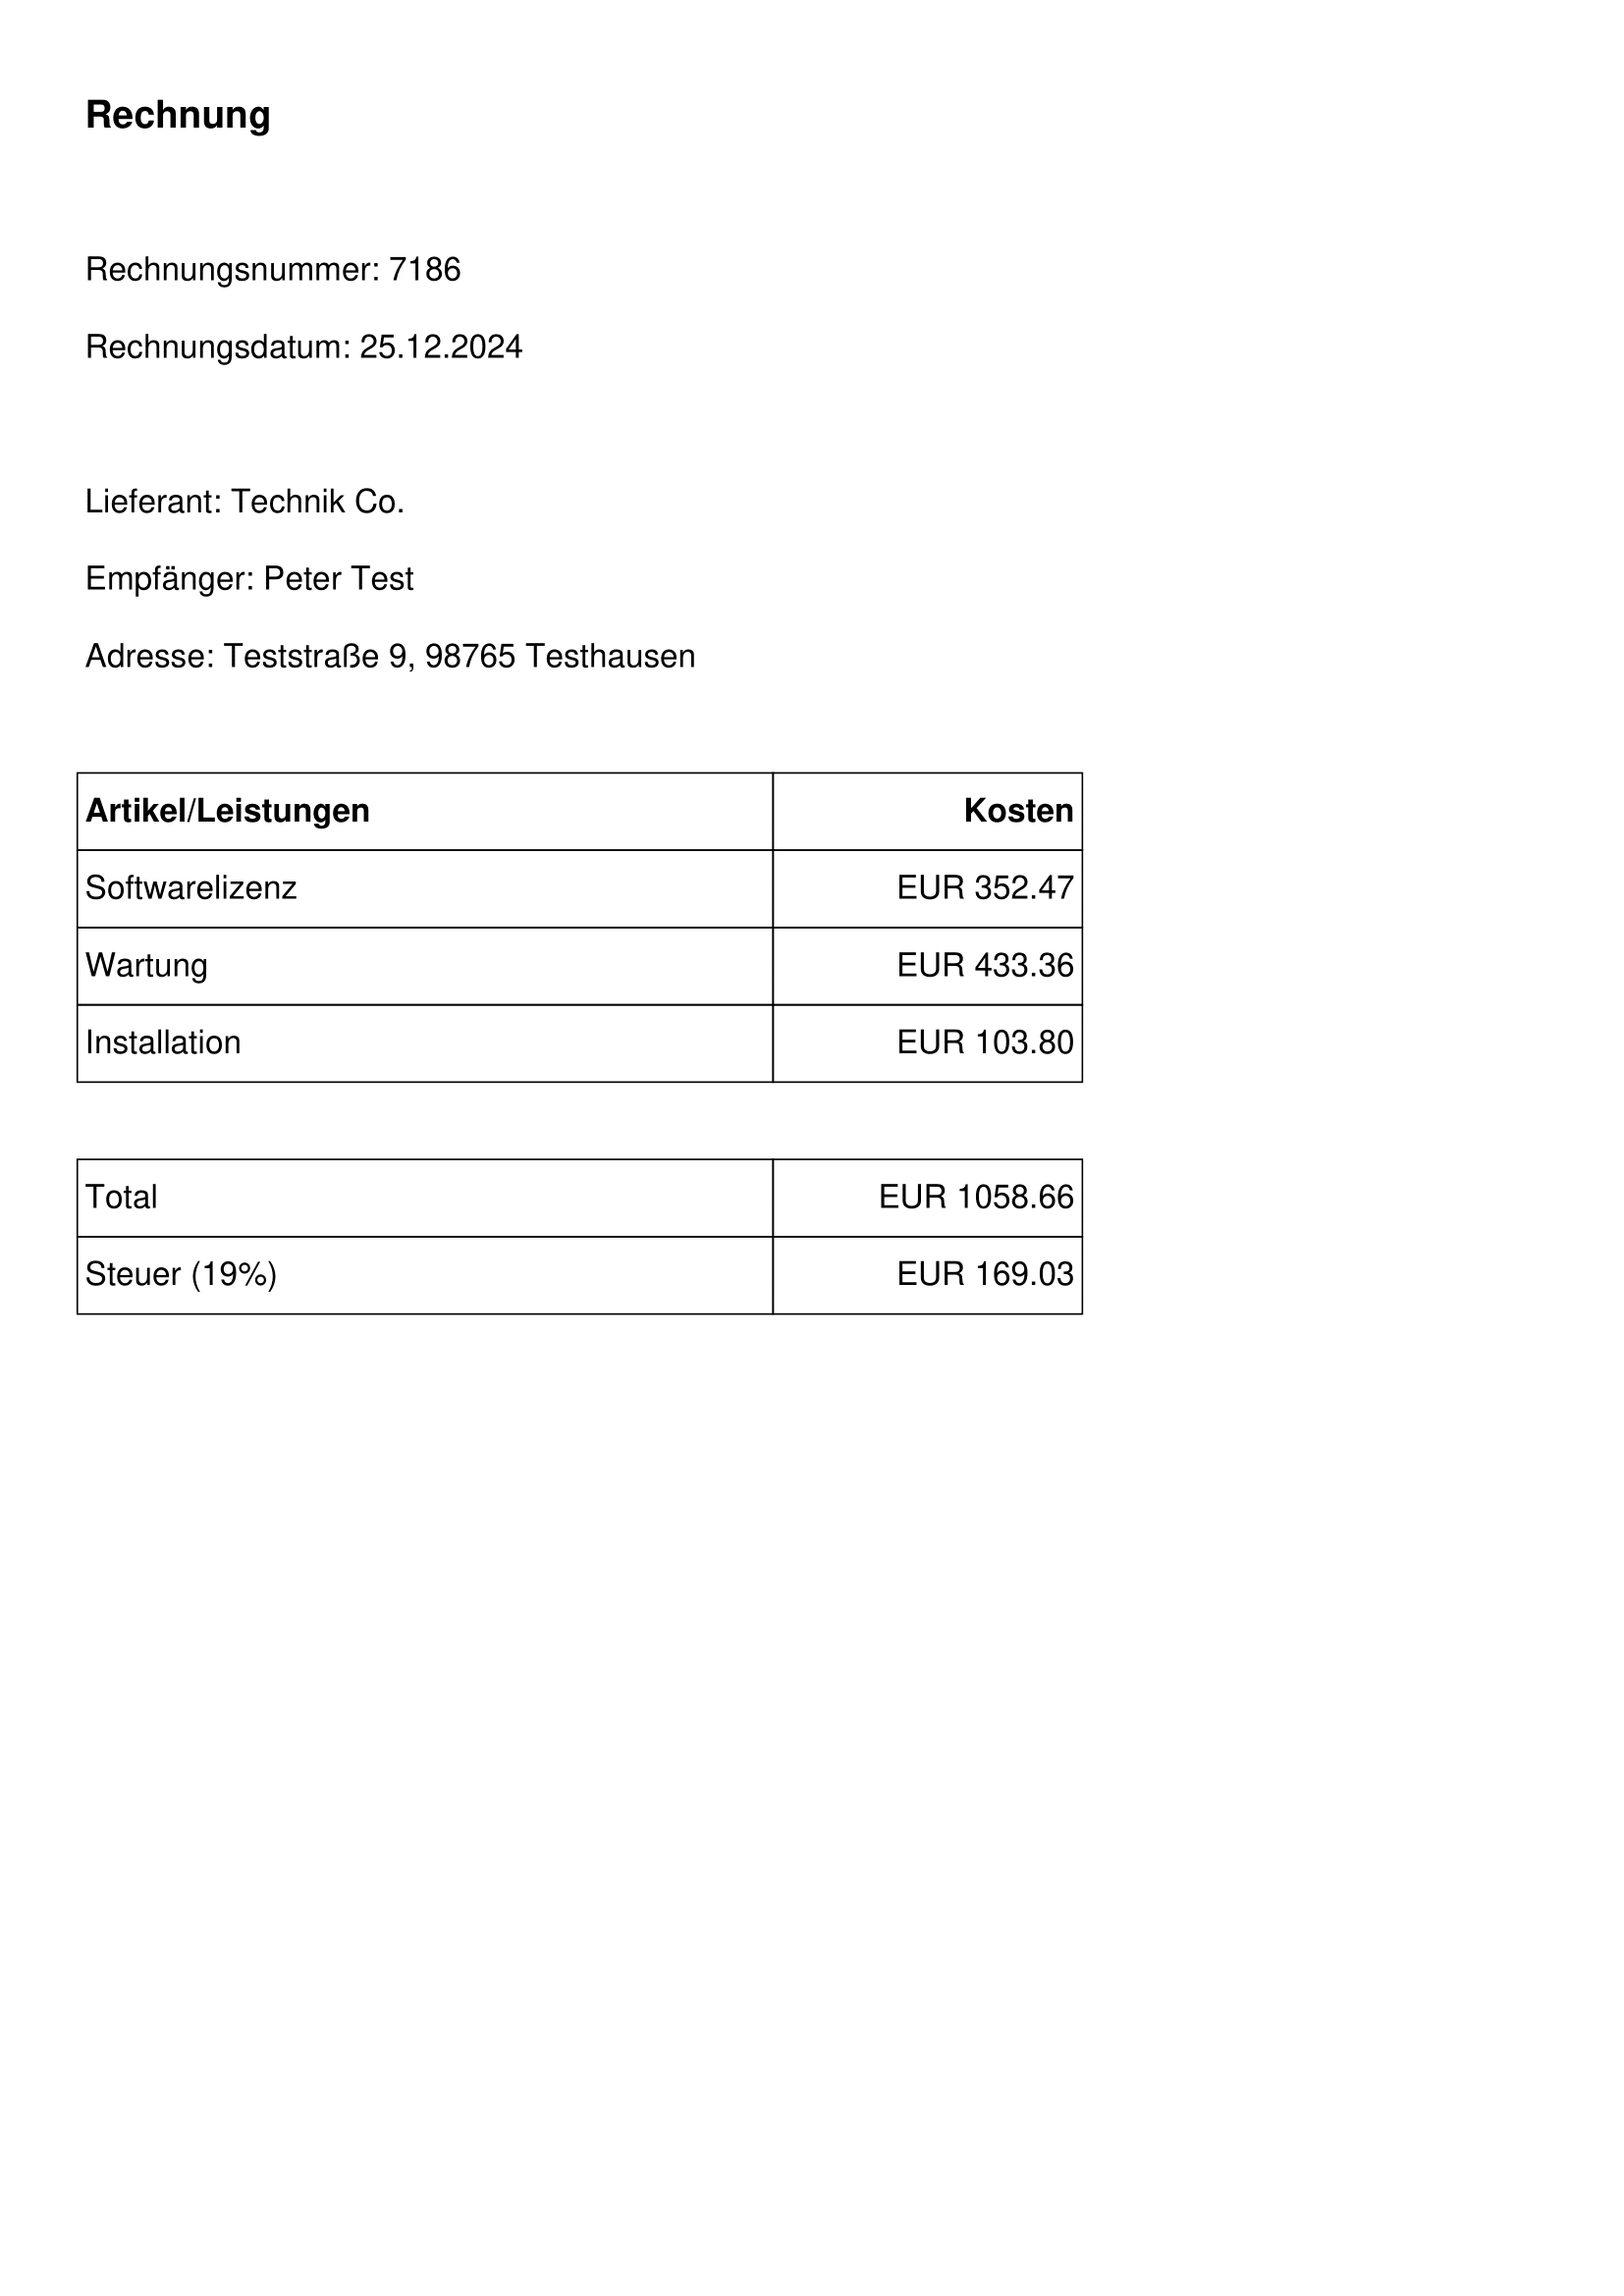 Rechnung
Rechnungsnummer: 7186
Rechnungsdatum: 25.12.2024
Lieferant: Technik Co.
Empfänger: Peter Test
Adresse: Teststraße 9, 98765 Testhausen
Artikel/Leistungen Kosten
Softwarelizenz EUR 352.47
Wartung EUR 433.36
Installation EUR 103.80
Total EUR 1058.66
Steuer (19%) EUR 169.03